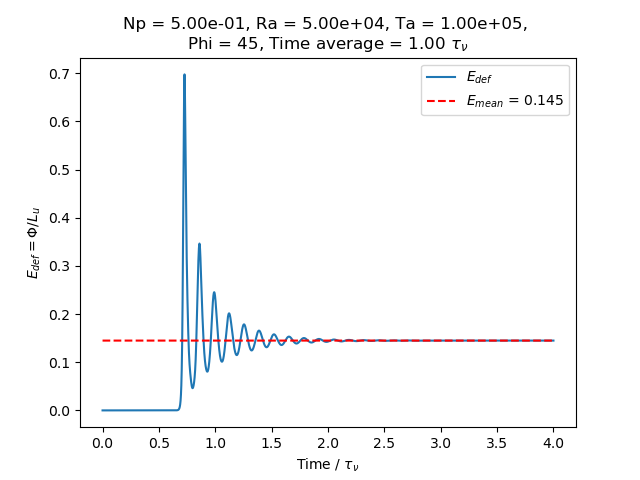 Np = 5.00e-01, Ra = 5.00e+04, Ta = 1.00e+05,
Phi = 45, Time average = 1.00 τ_ν
E_def
E_mean = 0.145
E_def = Φ/L_u
0.7
0.6
0.5
0.4
0.3
0.2
0.1
0.0
0.0 0.5 1.0 1.5 2.0 2.5 3.0 3.5 4.0
Time / τ_ν